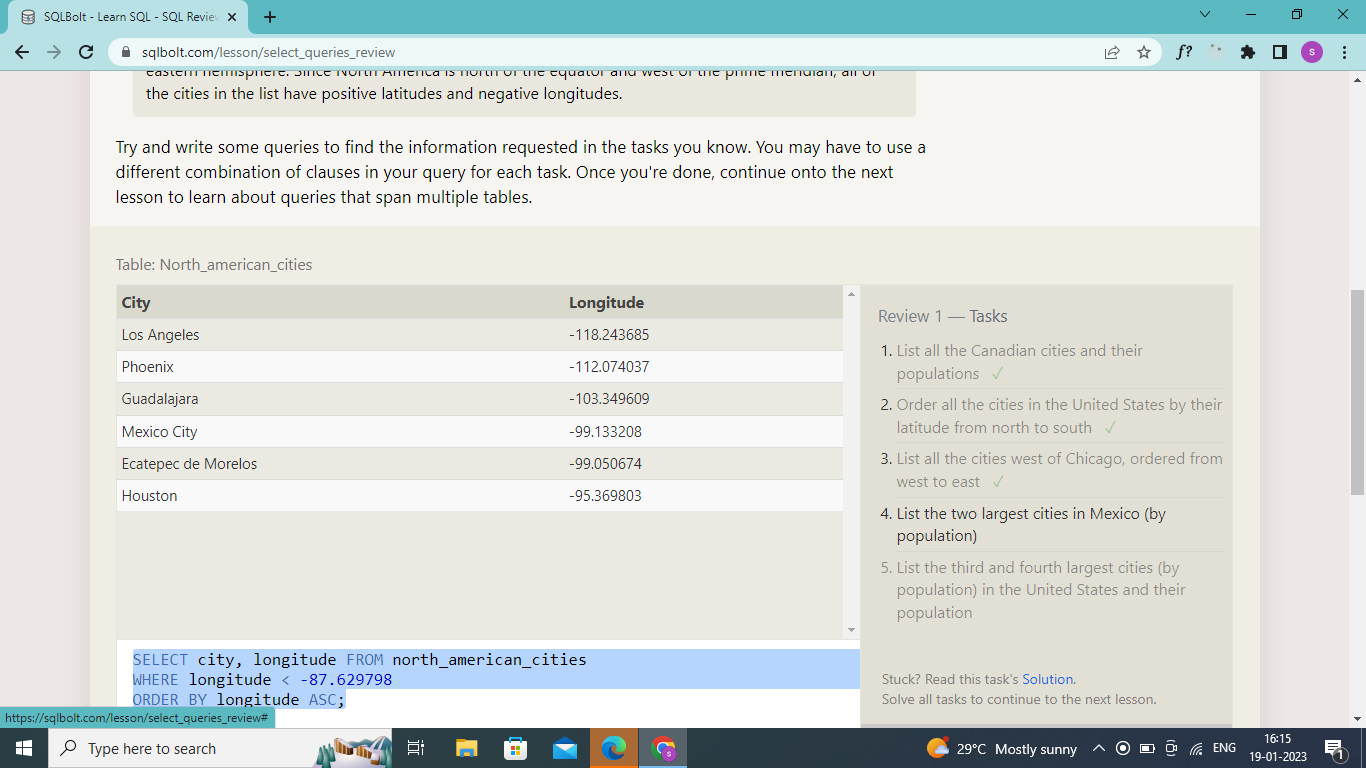 SQLBolt - Learn SQL - SQL Review
sqlbolt.com/lesson/select_queries_review
f?
s
eastern hemisphere. Since North America is north of the equator and west of the prime meridian, all of
the cities in the list have positive latitudes and negative longitudes.
Try and write some queries to find the information requested in the tasks you know. You may have to use a
different combination of clauses in your query for each task. Once you're done, continue onto the next
lesson to learn about queries that span multiple tables.
Table: North_american_cities
City Longitude
Los Angeles -118.243685
Phoenix -112.074037
Guadalajara -103.349609
Mexico City -99.133208
Ecatepec de Morelos -99.050674
Houston -95.369803
Review 1 — Tasks
1. List all the Canadian cities and their
populations ✓
2. Order all the cities in the United States by their
latitude from north to south ✓
3. List all the cities west of Chicago, ordered from
west to east ✓
4. List the two largest cities in Mexico (by
population)
5. List the third and fourth largest cities (by
population) in the United States and their
population
SELECT city, longitude FROM north_american_cities
WHERE longitude < -87.629798
ORDER BY longitude ASC;
Stuck? Read this task's Solution.
Solve all tasks to continue to the next lesson.
https://sqlbolt.com/lesson/select_queries_review#
Type here to search
s
29°C Mostly sunny
ENG
16:15
19-01-2023
1